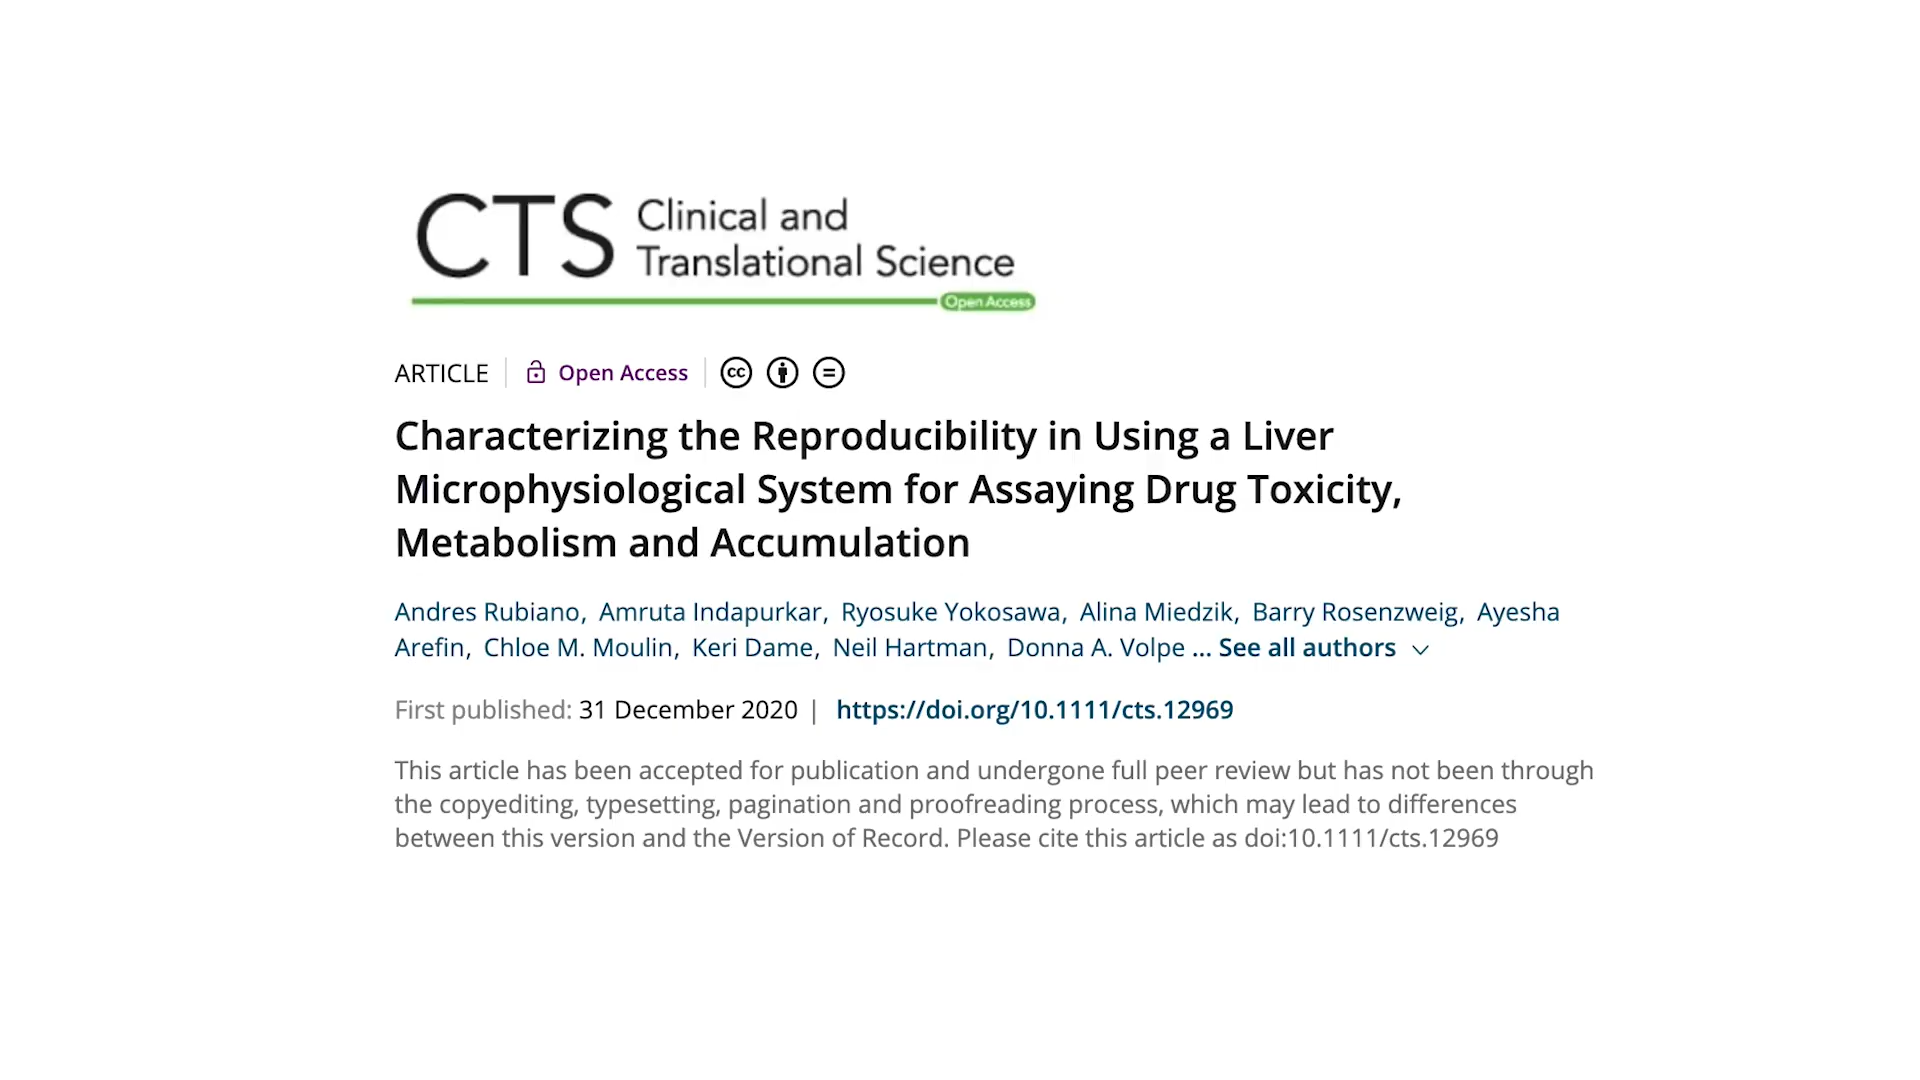 CTS Clinical and
Translational Science
Open Access
ARTICLE | Open Access | cc
Characterizing the Reproducibility in Using a Liver
Microphysiological System for Assaying Drug Toxicity,
Metabolism and Accumulation
Andres Rubiano, Amruta Indapurkar, Ryosuke Yokosawa, Alina Miedzik, Barry Rosenzweig, Ayesha
Arefin, Chloe M. Moulin, Keri Dame, Neil Hartman, Donna A. Volpe ... See all authors
First published: 31 December 2020 | https://doi.org/10.1111/cts.12969
This article has been accepted for publication and undergone full peer review but has not been through
the copyediting, typesetting, pagination and proofreading process, which may lead to differences
between this version and the Version of Record. Please cite this article as doi:10.1111/cts.12969